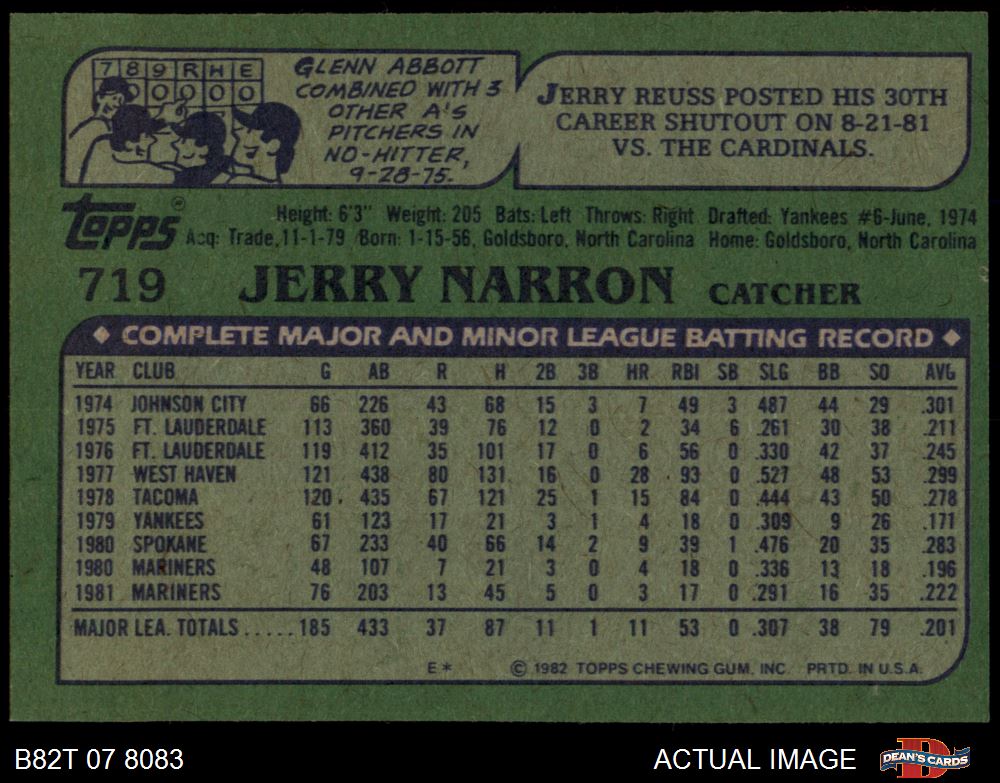 7 8 9 R H E
0 0 0 0 0
GLENN ABBOTT
COMBINED WITH 3
OTHER A'S
PITCHERS IN
NO-HITTER,
9-28-75.
JERRY REUSS POSTED HIS 30TH
CAREER SHUTOUT ON 8-21-81
VS. THE CARDINALS.
Topps®
Height: 6'3" Weight: 205 Bats: Left Throws: Right Drafted: Yankees #6-June, 1974
Acq: Trade, 11-1-79 Born: 1-15-56, Goldsboro, North Carolina Home: Goldsboro, North Carolina
719 JERRY NARRON CATCHER
◆ COMPLETE MAJOR AND MINOR LEAGUE BATTING RECORD ◆
YEAR CLUB G AB R H 2B 3B HR RBI SB SLG BB SO AVG
1974 JOHNSON CITY 66 226 43 68 15 3 7 49 3 .487 44 29 .301
1975 FT. LAUDERDALE 113 360 39 76 12 0 2 34 6 .261 30 38 .211
1976 FT. LAUDERDALE 119 412 35 101 17 0 6 56 0 .330 42 37 .245
1977 WEST HAVEN 121 438 80 131 16 0 28 93 0 .527 48 53 .299
1978 TACOMA 120 435 67 121 25 1 15 84 0 .444 43 50 .278
1979 YANKEES 61 123 17 21 3 1 4 18 0 .309 9 26 .171
1980 SPOKANE 67 233 40 66 14 2 9 39 1 .476 20 35 .283
1980 MARINERS 48 107 7 21 3 0 4 18 0 .336 13 18 .196
1981 MARINERS 76 203 13 45 5 0 3 17 0 .291 16 35 .222
MAJOR LEA. TOTALS.....185 433 37 87 11 1 11 53 0 .307 38 79 .201
E* © 1982 TOPPS CHEWING GUM, INC. PRTD. IN U.S.A.
B82T 07 8083 ACTUAL IMAGE DEAN'S CARDS